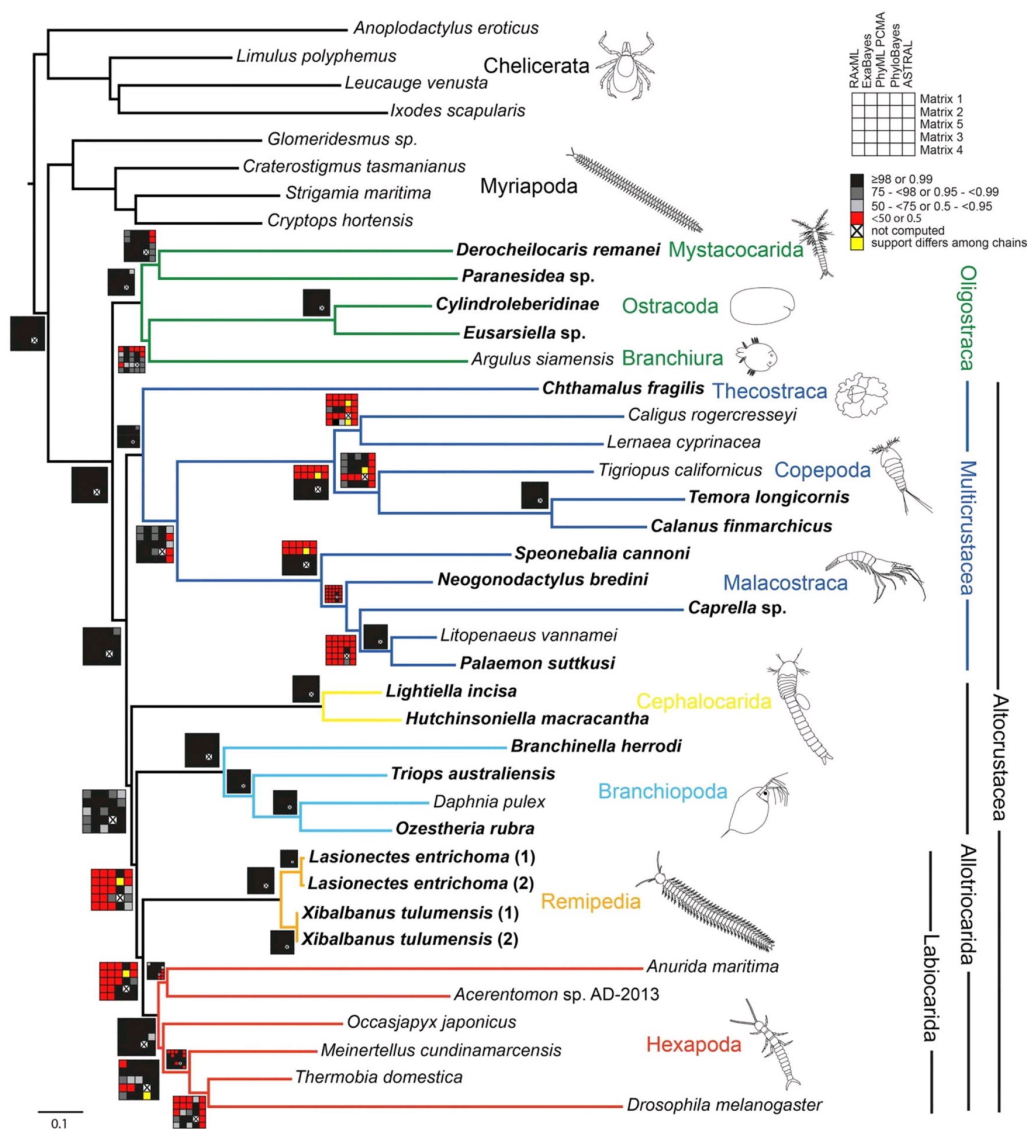 Anoplodactylus eroticus
Limulus polyphemus
Chelicerata
Leucauge venusta
Ixodes scapularis
RAxML
ExaBayes
PhyML PCMA
PhyloBayes
ASTRAL
Matrix 1
Matrix 2
Matrix 5
Matrix 3
Matrix 4
≥98 or 0.99
75 - <98 or 0.95 - <0.99
50 - <75 or 0.5 - <0.95
<50 or 0.5
not computed
support differs among chains
Glomeridesmus sp.
Craterostigmus tasmanianus
Myriapoda
Strigamia maritima
Cryptops hortensis
Derocheilocaris remanei Mystacocarida
Paranesidea sp.
Cylindroleberidinae
Ostracoda
Eusarsiella sp.
Argulus siamensis Branchiura
Oligostraca
Chthamalus fragilis Thecostraca
Caligus rogercresseyi
Lernaea cyprinacea
Tigriopus californicus Copepoda
Temora longicornis
Calanus finmarchicus
Multicrustacea
Speonebalia cannoni
Neogonodactylus bredini Malacostraca
Caprella sp.
Litopenaeus vannamei
Palaemon suttkusi
Lightiella incisa
Cephalocarida
Hutchinsoniella macracantha
Altocrustacea
Branchinella herrodi
Triops australiensis
Branchiopoda
Daphnia pulex
Ozestheria rubra
Allotriocarida
Lasionectes entrichoma (1)
Lasionectes entrichoma (2)
Remipedia
Xibalbanus tulumensis (1)
Xibalbanus tulumensis (2)
Labiocarida
Anurida maritima
Acerentomon sp. AD-2013
Occasjapyx japonicus
Hexapoda
Meinertellus cundinamarcensis
Thermobia domestica
Drosophila melanogaster
0.1